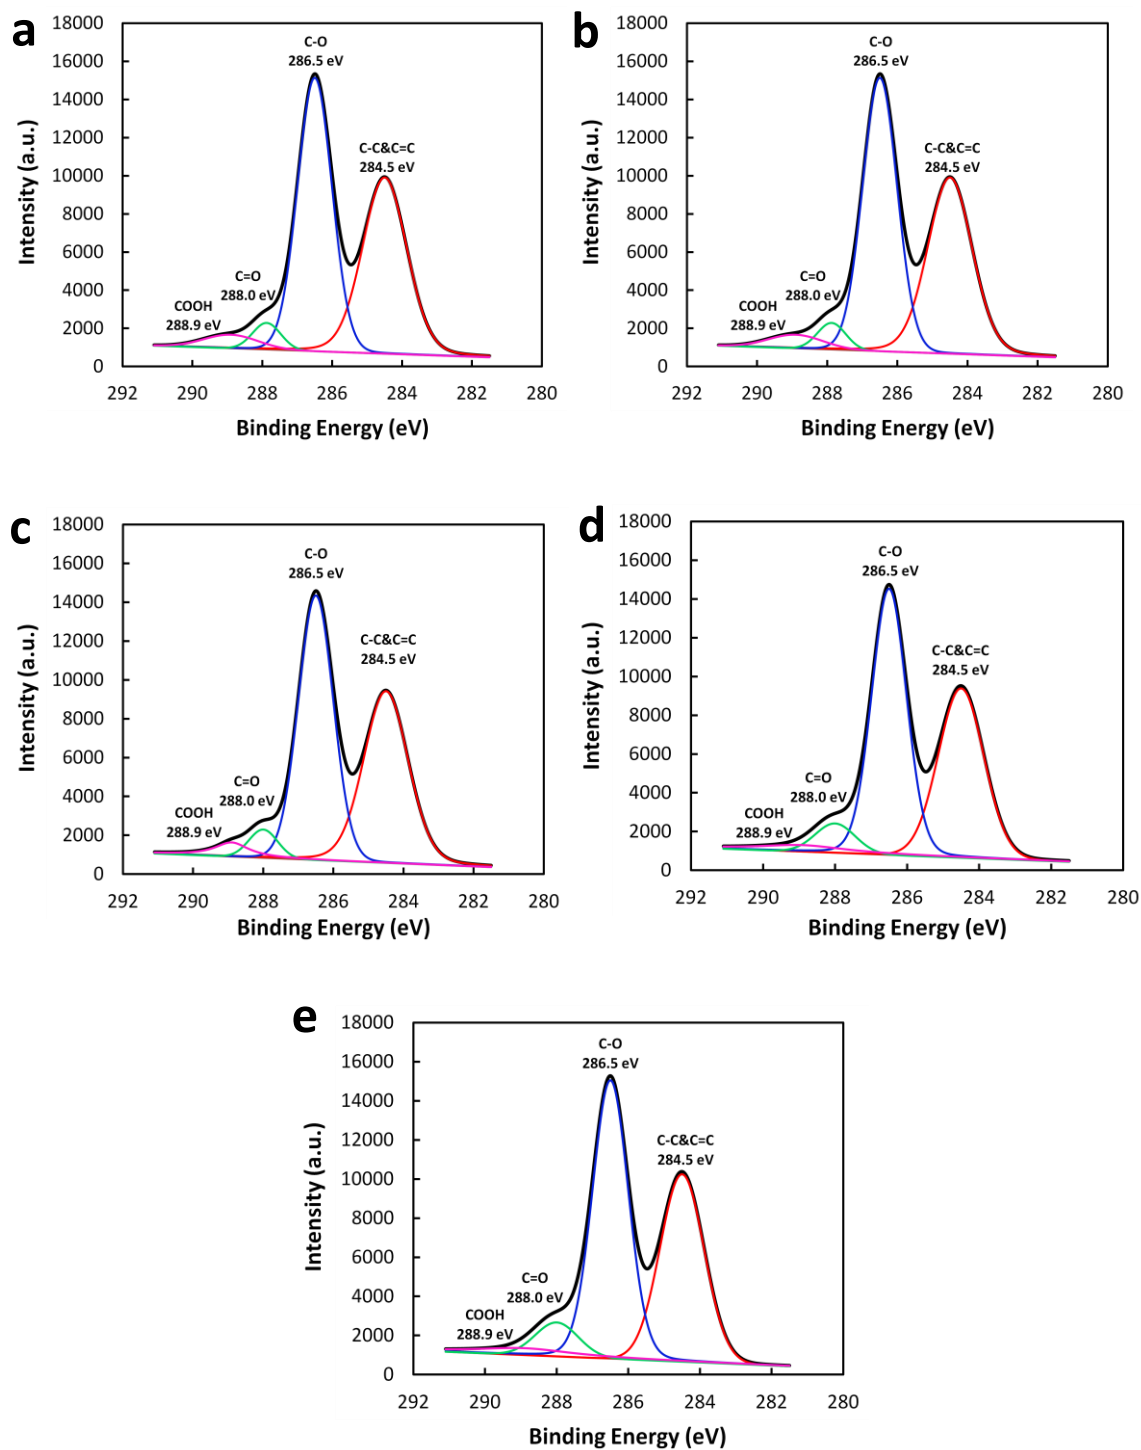 a
18000
16000
14000
12000
10000
8000
6000
4000
2000
0
Intensity (a.u.)
C-O
286.5 eV
C-C&C=C
284.5 eV
C=O
288.0 eV
COOH
288.9 eV
292 290 288 286 284 282 280
Binding Energy (eV)
b
18000
16000
14000
12000
10000
8000
6000
4000
2000
0
Intensity (a.u.)
C-O
286.5 eV
C-C&C=C
284.5 eV
C=O
288.0 eV
COOH
288.9 eV
292 290 288 286 284 282 280
Binding Energy (eV)
c
18000
16000
14000
12000
10000
8000
6000
4000
2000
0
Intensity (a.u.)
C-O
286.5 eV
C-C&C=C
284.5 eV
C=O
288.0 eV
COOH
288.9 eV
292 290 288 286 284 282 280
Binding Energy (eV)
d
18000
16000
14000
12000
10000
8000
6000
4000
2000
0
Intensity (a.u.)
C-O
286.5 eV
C-C&C=C
284.5 eV
C=O
288.0 eV
COOH
288.9 eV
292 290 288 286 284 282 280
Binding Energy (eV)
e
18000
16000
14000
12000
10000
8000
6000
4000
2000
0
Intensity (a.u.)
C-O
286.5 eV
C-C&C=C
284.5 eV
C=O
288.0 eV
COOH
288.9 eV
292 290 288 286 284 282 280
Binding Energy (eV)